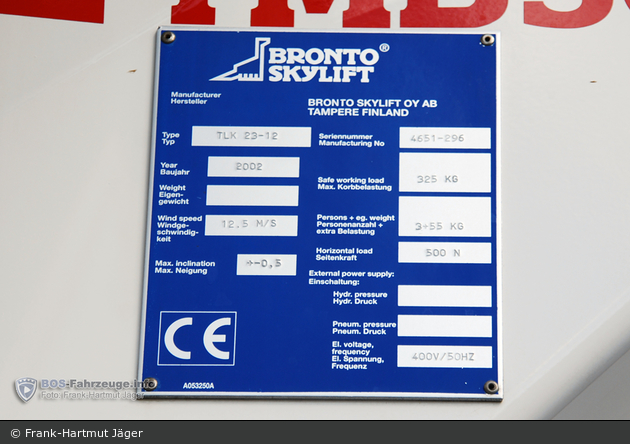 BRONTO®
SKYLIFT
Manufacturer
Hersteller
BRONTO SKYLIFT OY AB
TAMPERE FINLAND
Type
Typ
TLK 23-12
Year
Baujahr
2002
Weight
Eigen-
gewicht
Wind speed
Windge-
schwindig-
keit
12.5 M/S
Max. inclination
Max. Neigung
+-0,5
Seriennummer
Manufacturing No
4651-296
Safe working load
Max. Korbbelastung
325 KG
Persons + eg. weight
Personenanzahl +
extra Belastung
3+55 KG
Horizontal load
Seitenkraft
500 N
External power supply:
Einschaltung:
Hydr. pressure
Hydr. Druck
Pneum. pressure
Pneum. Druck
El. voltage,
frequency
El. Spannung,
Frequenz
400V/50HZ
CE
A053250A
BOS-Fahrzeuge.info
Foto: Frank-Hartmut Jäger
© Frank-Hartmut Jäger